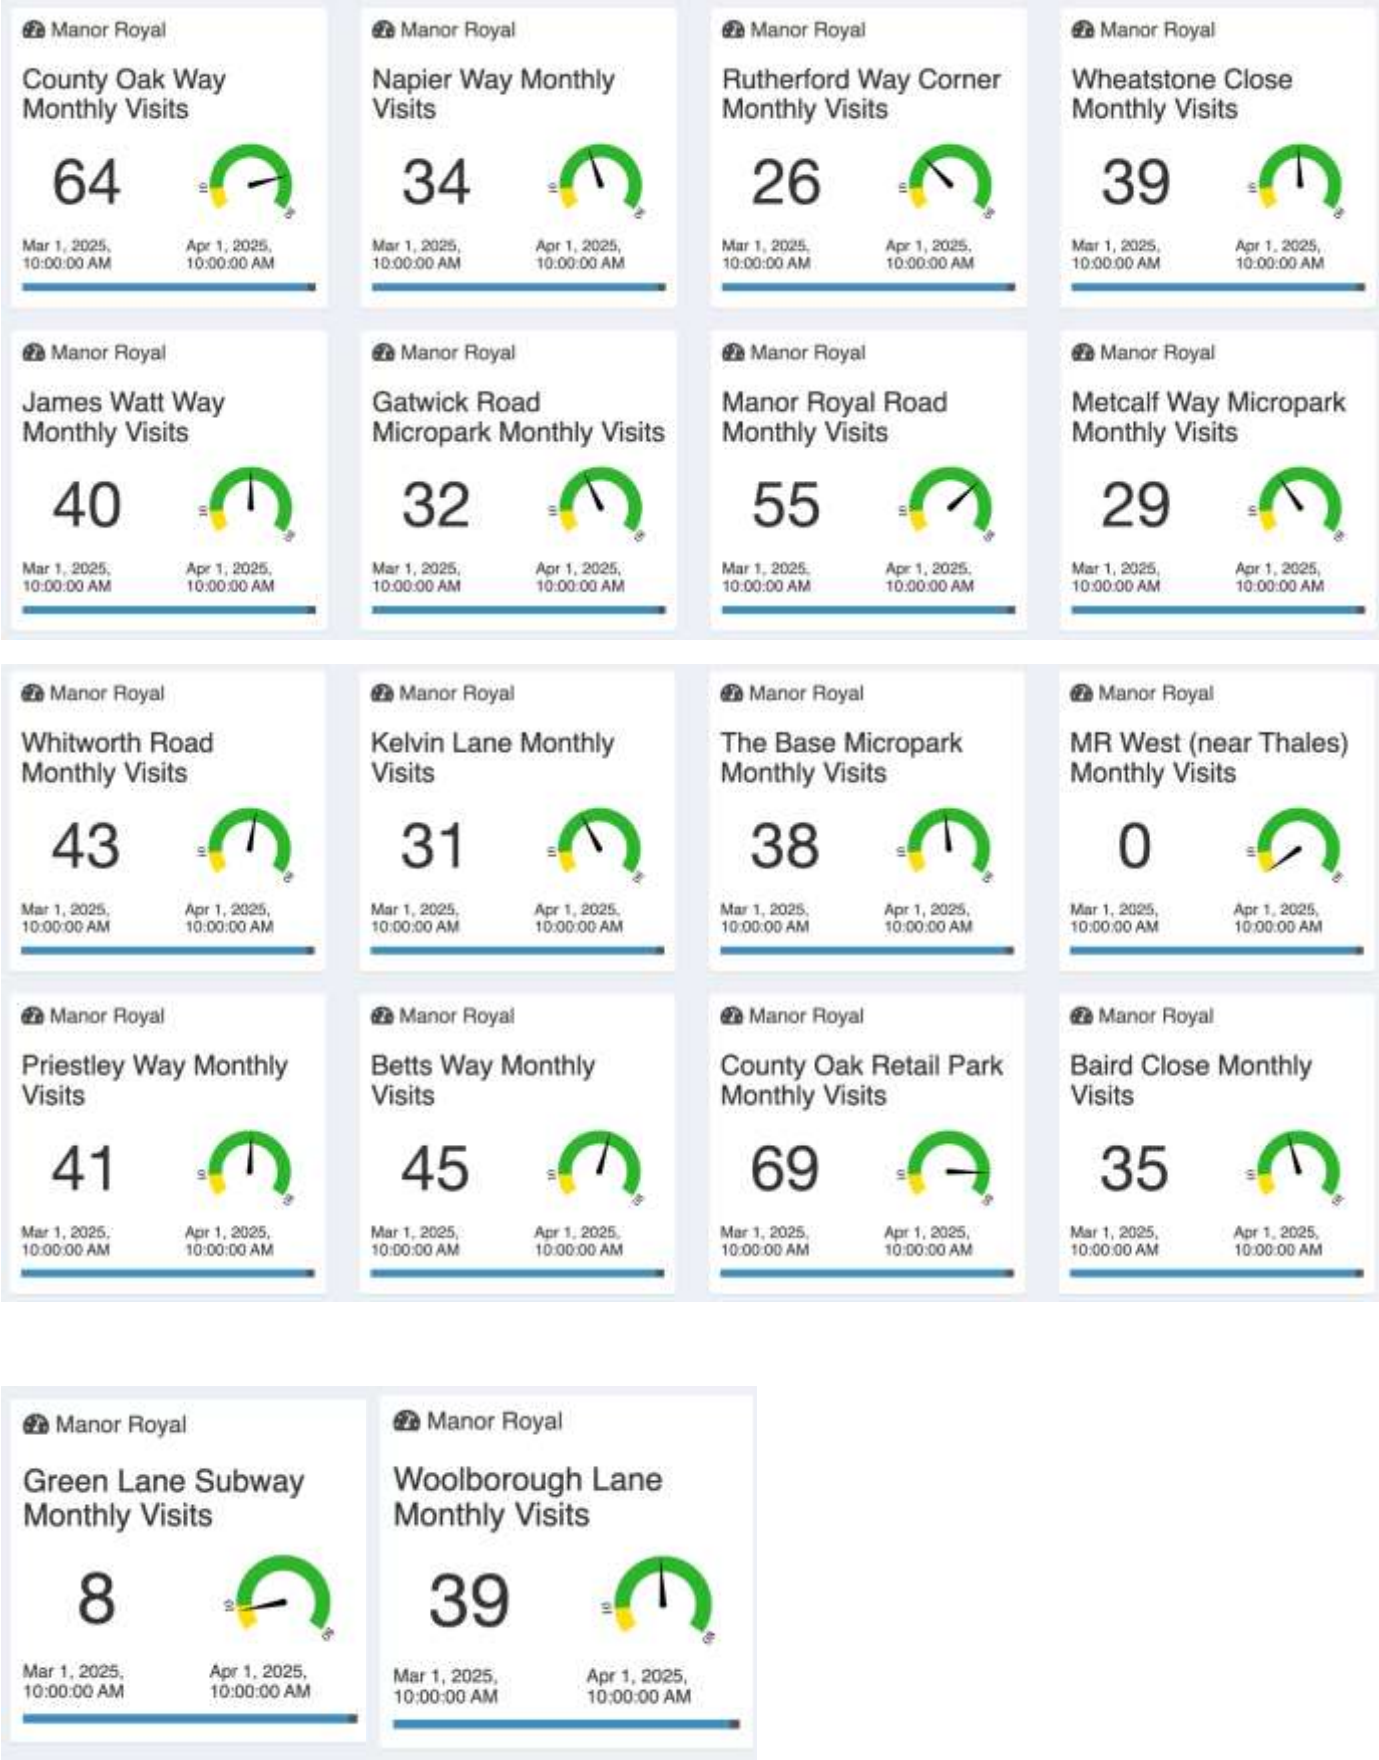 Manor Royal
County Oak Way
Monthly Visits
64
Mar 1, 2025,
10:00:00 AM
Apr 1, 2025,
10:00:00 AM
Manor Royal
Napier Way Monthly
Visits
34
Mar 1, 2025,
10:00:00 AM
Apr 1, 2025,
10:00:00 AM
Manor Royal
Rutherford Way Corner
Monthly Visits
26
Mar 1, 2025,
10:00:00 AM
Apr 1, 2025,
10:00:00 AM
Manor Royal
Wheatstone Close
Monthly Visits
39
Mar 1, 2025,
10:00:00 AM
Apr 1, 2025,
10:00:00 AM
Manor Royal
James Watt Way
Monthly Visits
40
Mar 1, 2025,
10:00:00 AM
Apr 1, 2025,
10:00:00 AM
Manor Royal
Gatwick Road
Micropark Monthly Visits
32
Mar 1, 2025,
10:00:00 AM
Apr 1, 2025,
10:00:00 AM
Manor Royal
Manor Royal Road
Monthly Visits
55
Mar 1, 2025,
10:00:00 AM
Apr 1, 2025,
10:00:00 AM
Manor Royal
Metcalf Way Micropark
Monthly Visits
29
Mar 1, 2025,
10:00:00 AM
Apr 1, 2025,
10:00:00 AM
Manor Royal
Whitworth Road
Monthly Visits
43
Mar 1, 2025,
10:00:00 AM
Apr 1, 2025,
10:00:00 AM
Manor Royal
Kelvin Lane Monthly
Visits
31
Mar 1, 2025,
10:00:00 AM
Apr 1, 2025,
10:00:00 AM
Manor Royal
The Base Micropark
Monthly Visits
38
Mar 1, 2025,
10:00:00 AM
Apr 1, 2025,
10:00:00 AM
Manor Royal
MR West (near Thales)
Monthly Visits
0
Mar 1, 2025,
10:00:00 AM
Apr 1, 2025,
10:00:00 AM
Manor Royal
Priestley Way Monthly
Visits
41
Mar 1, 2025,
10:00:00 AM
Apr 1, 2025,
10:00:00 AM
Manor Royal
Betts Way Monthly
Visits
45
Mar 1, 2025,
10:00:00 AM
Apr 1, 2025,
10:00:00 AM
Manor Royal
County Oak Retail Park
Monthly Visits
69
Mar 1, 2025,
10:00:00 AM
Apr 1, 2025,
10:00:00 AM
Manor Royal
Baird Close Monthly
Visits
35
Mar 1, 2025,
10:00:00 AM
Apr 1, 2025,
10:00:00 AM
Manor Royal
Green Lane Subway
Monthly Visits
8
Mar 1, 2025,
10:00:00 AM
Apr 1, 2025,
10:00:00 AM
Manor Royal
Woolborough Lane
Monthly Visits
39
Mar 1, 2025,
10:00:00 AM
Apr 1, 2025,
10:00:00 AM